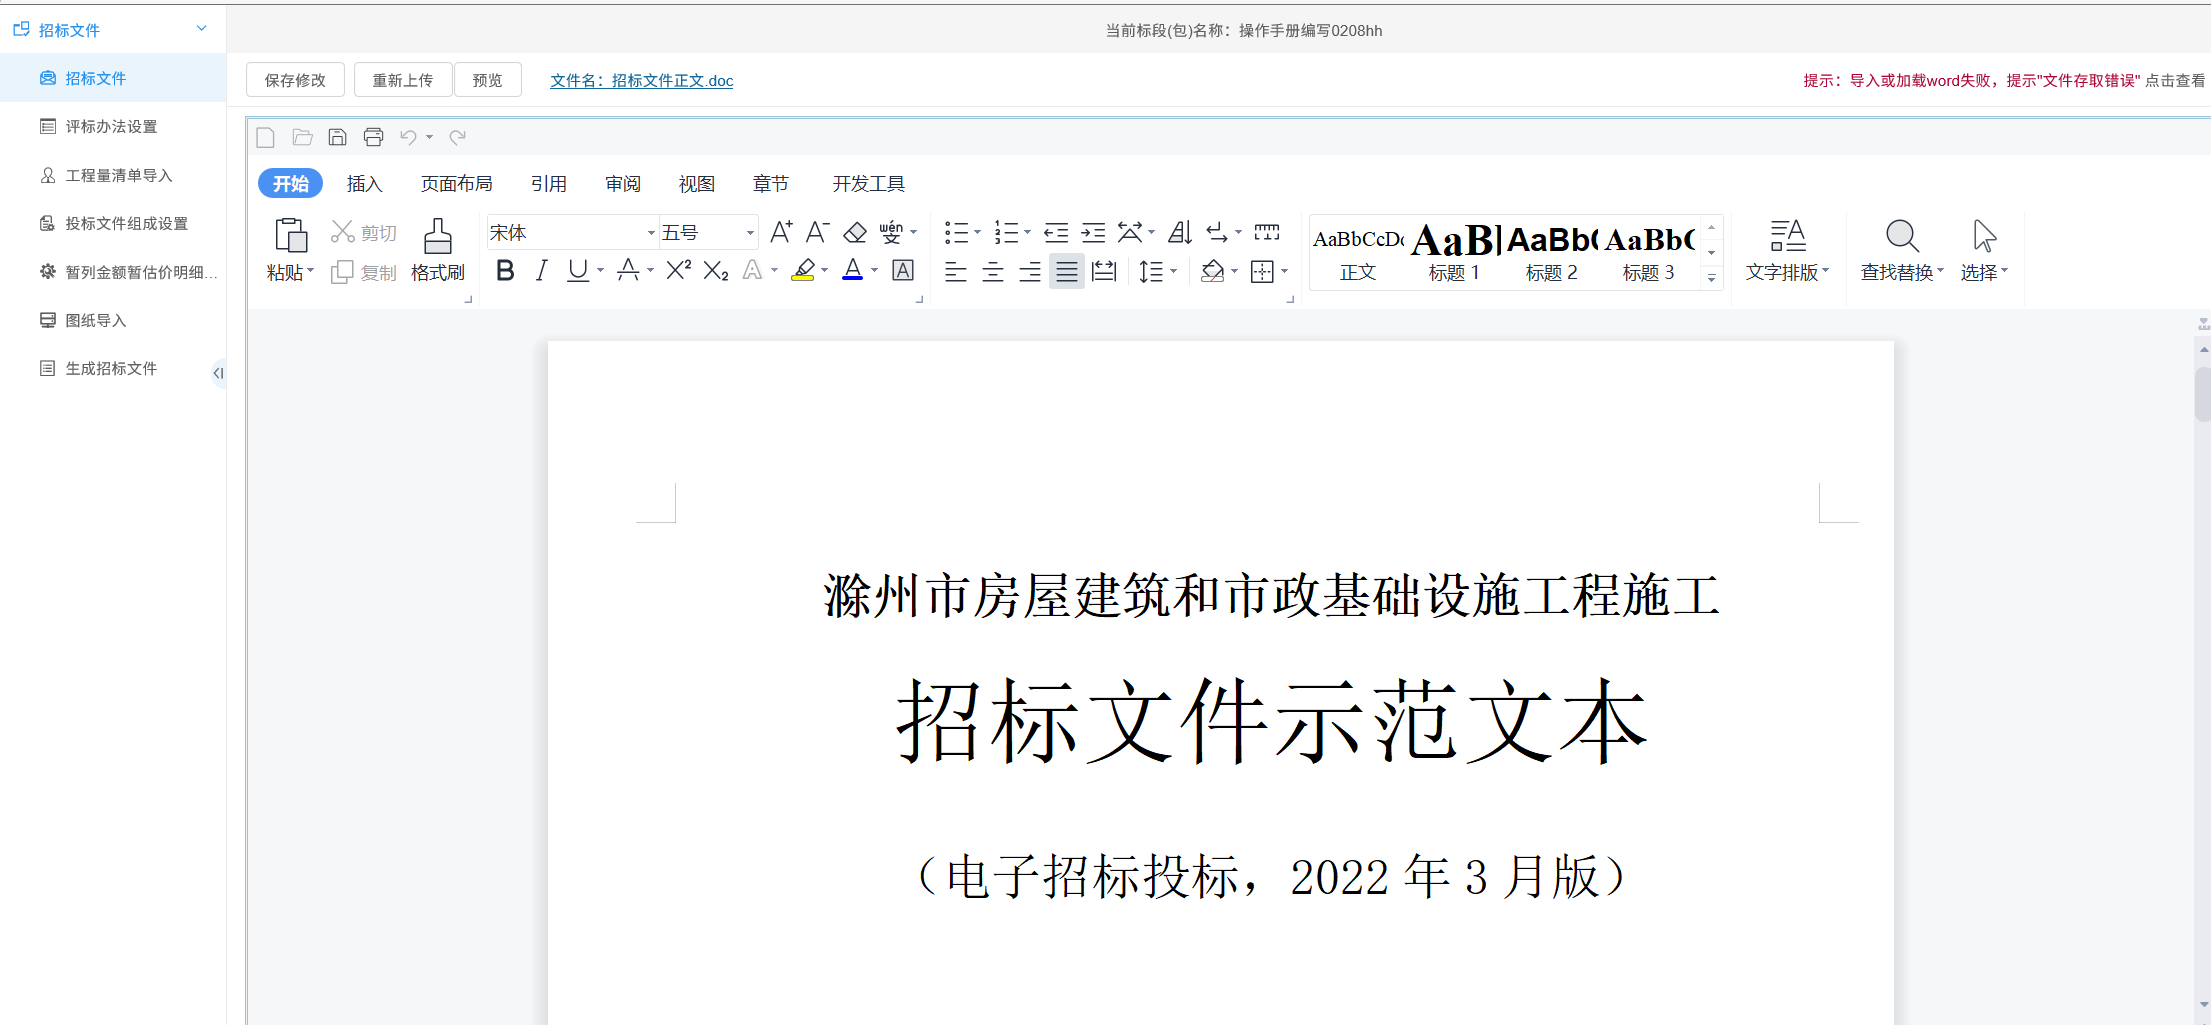 招标文件
当前标段(包)名称：操作手册编写0208hh
招标文件
评标办法设置
工程量清单导入
投标文件组成设置
暂列金额暂估价明细...
图纸导入
生成招标文件
保存修改
重新上传
预览
文件名：招标文件正文.doc
提示：导入或加载word失败，提示"文件存取错误" 点击查看
开始
插入
页面布局
引用
审阅
视图
章节
开发工具
粘贴
剪切
复制
格式刷
宋体
五号
wén
AaBbCcDd
正文
AaB
标题 1
AaBb
标题 2
AaBb
标题 3
文字排版
查找替换
选择
滁州市房屋建筑和市政基础设施工程施工
招标文件示范文本
（电子招标投标，2022 年 3 月版）